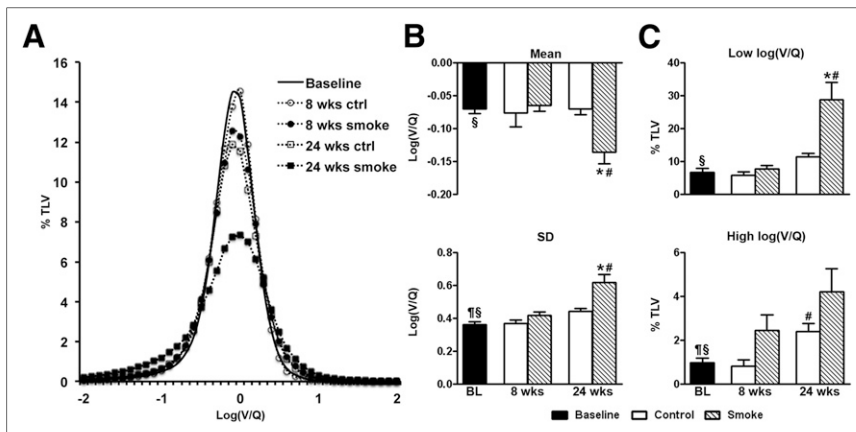 A
B
C
16
14
12
10
8
6
4
2
0
% TLV
-2
-1
0
1
2
Log(V/Q)
Baseline
8 wks ctrl
8 wks smoke
24 wks ctrl
24 wks smoke
Mean
0.00
-0.05
-0.10
-0.15
-0.20
Log(V/Q)
§
*#
SD
0.8
0.6
0.4
0.2
0.0
Log(V/Q)
¶§
*#
BL 8 wks 24 wks
Low log(V/Q)
40
30
20
10
0
% TLV
§
*#
High log(V/Q)
6
4
2
0
% TLV
¶§
#
BL 8 wks 24 wks
Baseline Control Smoke